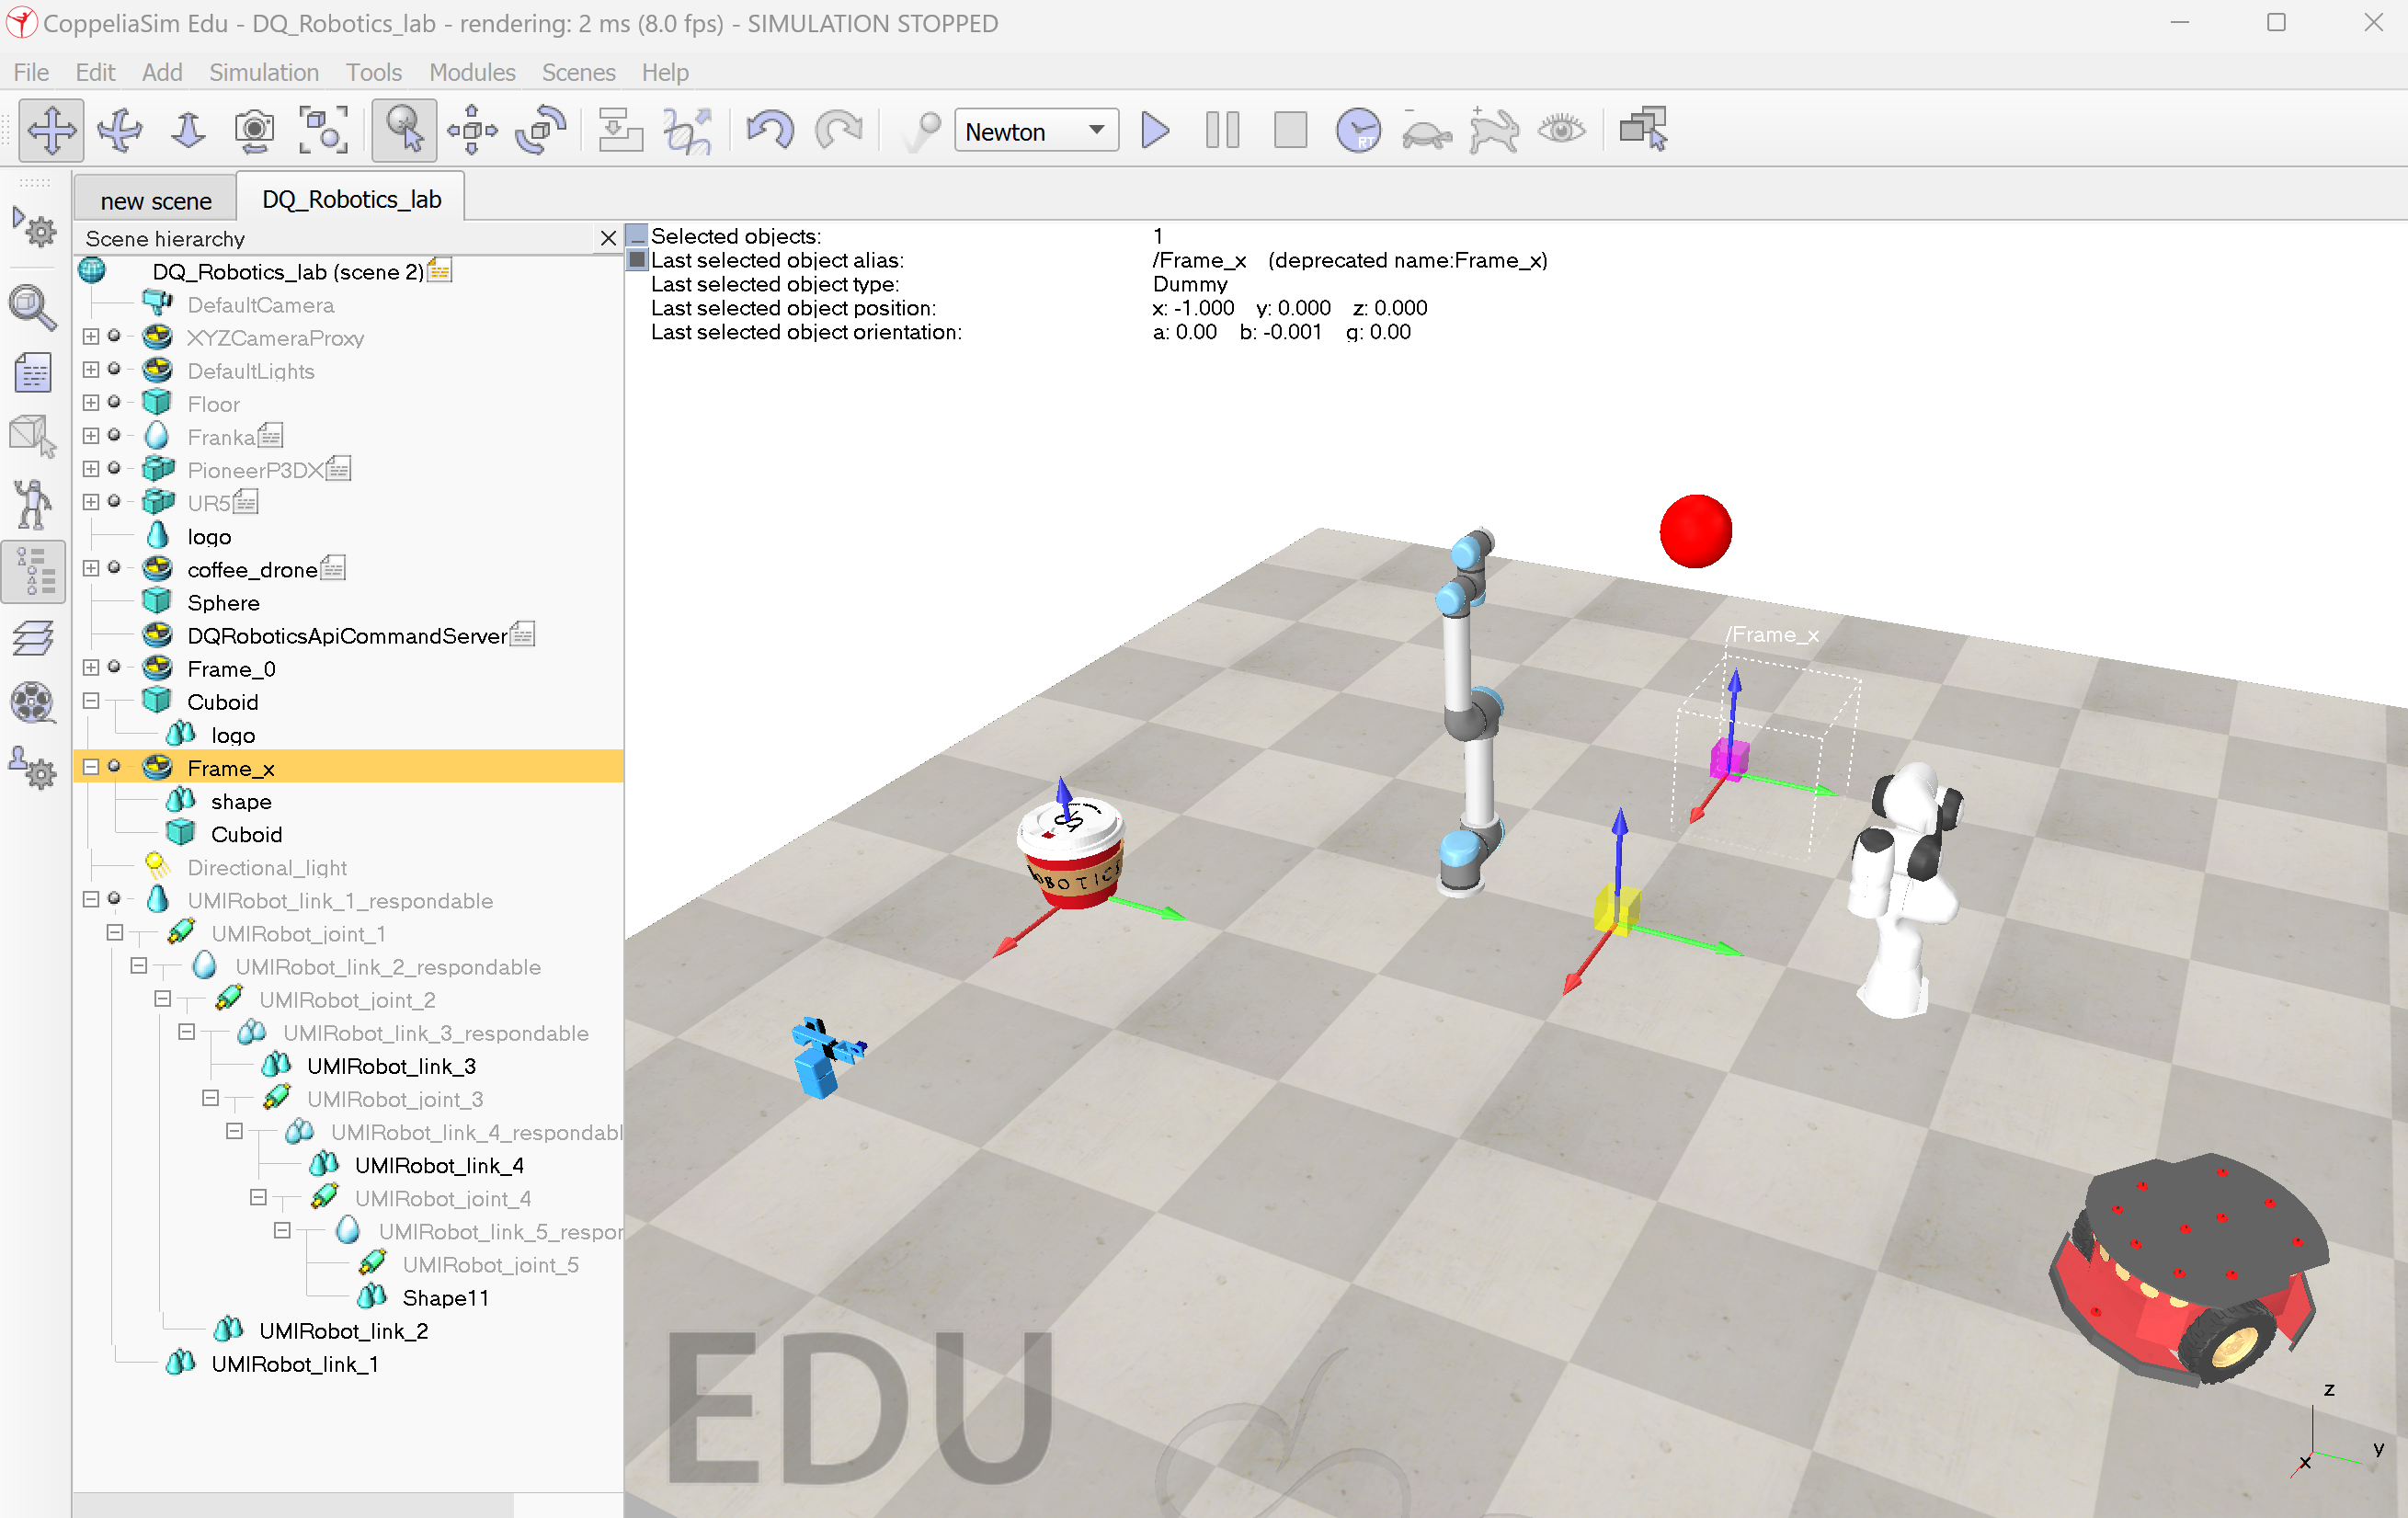 CoppeliaSim Edu - DQ_Robotics_lab - rendering: 2 ms (8.0 fps) - SIMULATION STOPPED
File Edit Add Simulation Tools Modules Scenes Help
Newton
RT
new scene DQ_Robotics_lab
Scene hierarchy
DQ_Robotics_lab (scene 2)
DefaultCamera
XYZCameraProxy
DefaultLights
Floor
Franka
PioneerP3DX
UR5
logo
coffee_drone
Sphere
DQRoboticsApiCommandServer
Frame_0
Cuboid
logo
Frame_x
shape
Cuboid
Directional_light
UMIRobot_link_1_respondable
UMIRobot_joint_1
UMIRobot_link_2_respondable
UMIRobot_joint_2
UMIRobot_link_3_respondable
UMIRobot_link_3
UMIRobot_joint_3
UMIRobot_link_4_respondabl
UMIRobot_link_4
UMIRobot_joint_4
UMIRobot_link_5_respor
UMIRobot_joint_5
Shape11
UMIRobot_link_2
UMIRobot_link_1
Selected objects: 1
Last selected object alias: /Frame_x (deprecated name:Frame_x)
Last selected object type: Dummy
Last selected object position: x: -1.000 y: 0.000 z: 0.000
Last selected object orientation: a: 0.00 b: -0.001 g: 0.00
/Frame_x
ROBOTICS
EDU
z
y
x